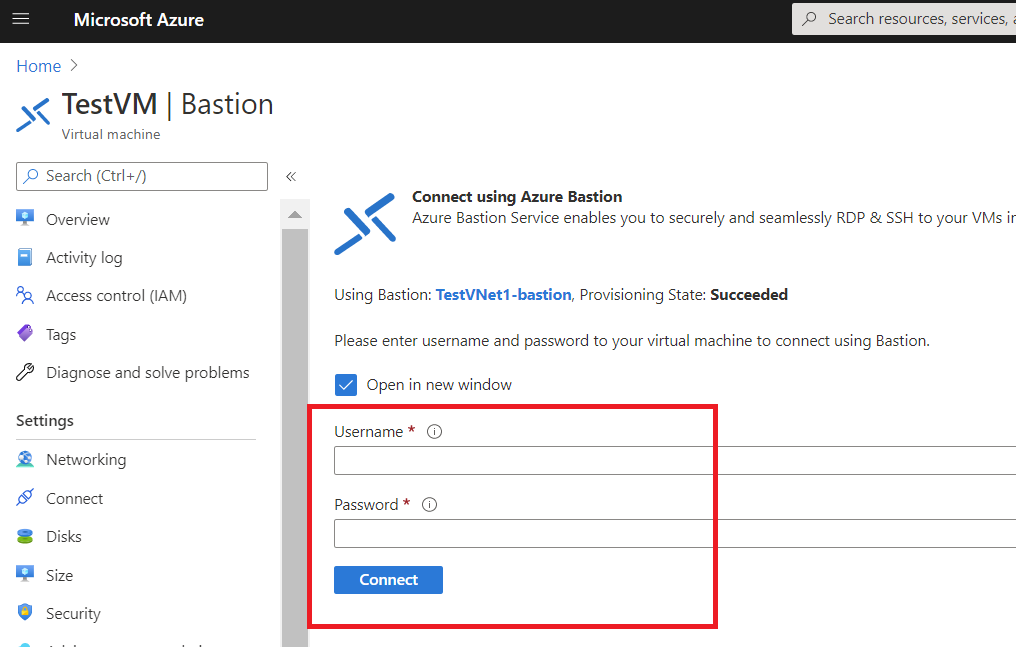 Microsoft Azure
Search resources, services,
Home
TestVM | Bastion
Virtual machine
Search (Ctrl+/)
«
Overview
Activity log
Access control (IAM)
Tags
Diagnose and solve problems
Settings
Networking
Connect
Disks
Size
Security
Connect using Azure Bastion
Azure Bastion Service enables you to securely and seamlessly RDP & SSH to your VMs in
Using Bastion: TestVNet1-bastion, Provisioning State: Succeeded
Please enter username and password to your virtual machine to connect using Bastion.
Open in new window
Username *
Password *
Connect